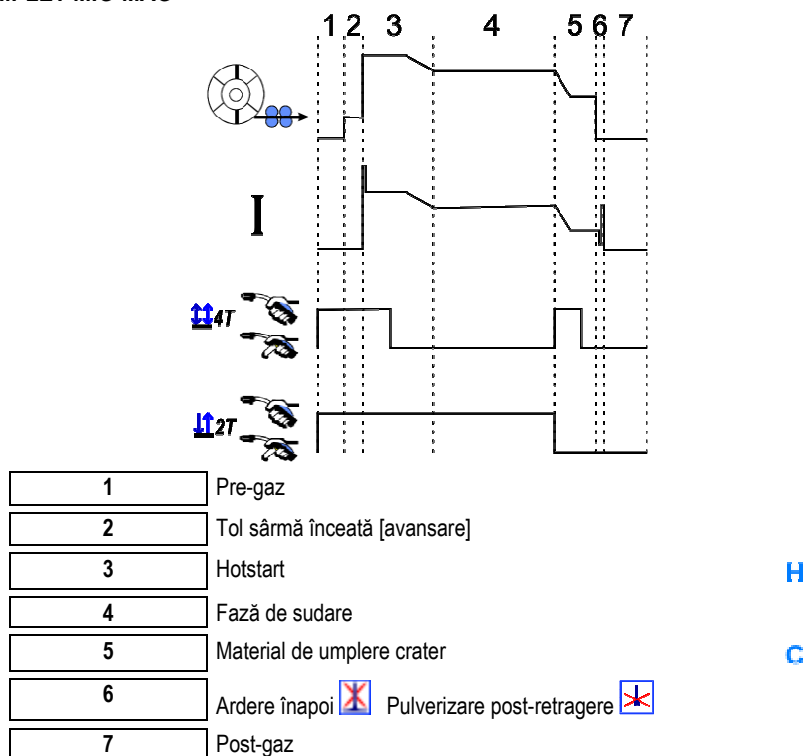 1 2 3 4 5 6 7
I
4T
2T
1 Pre-gaz
2 Tol sârmă înceată [avansare]
3 Hotstart
H
4 Fază de sudare
5 Material de umplere crater
C
6 Ardere înapoi Pulverizare post-retragere
7 Post-gaz